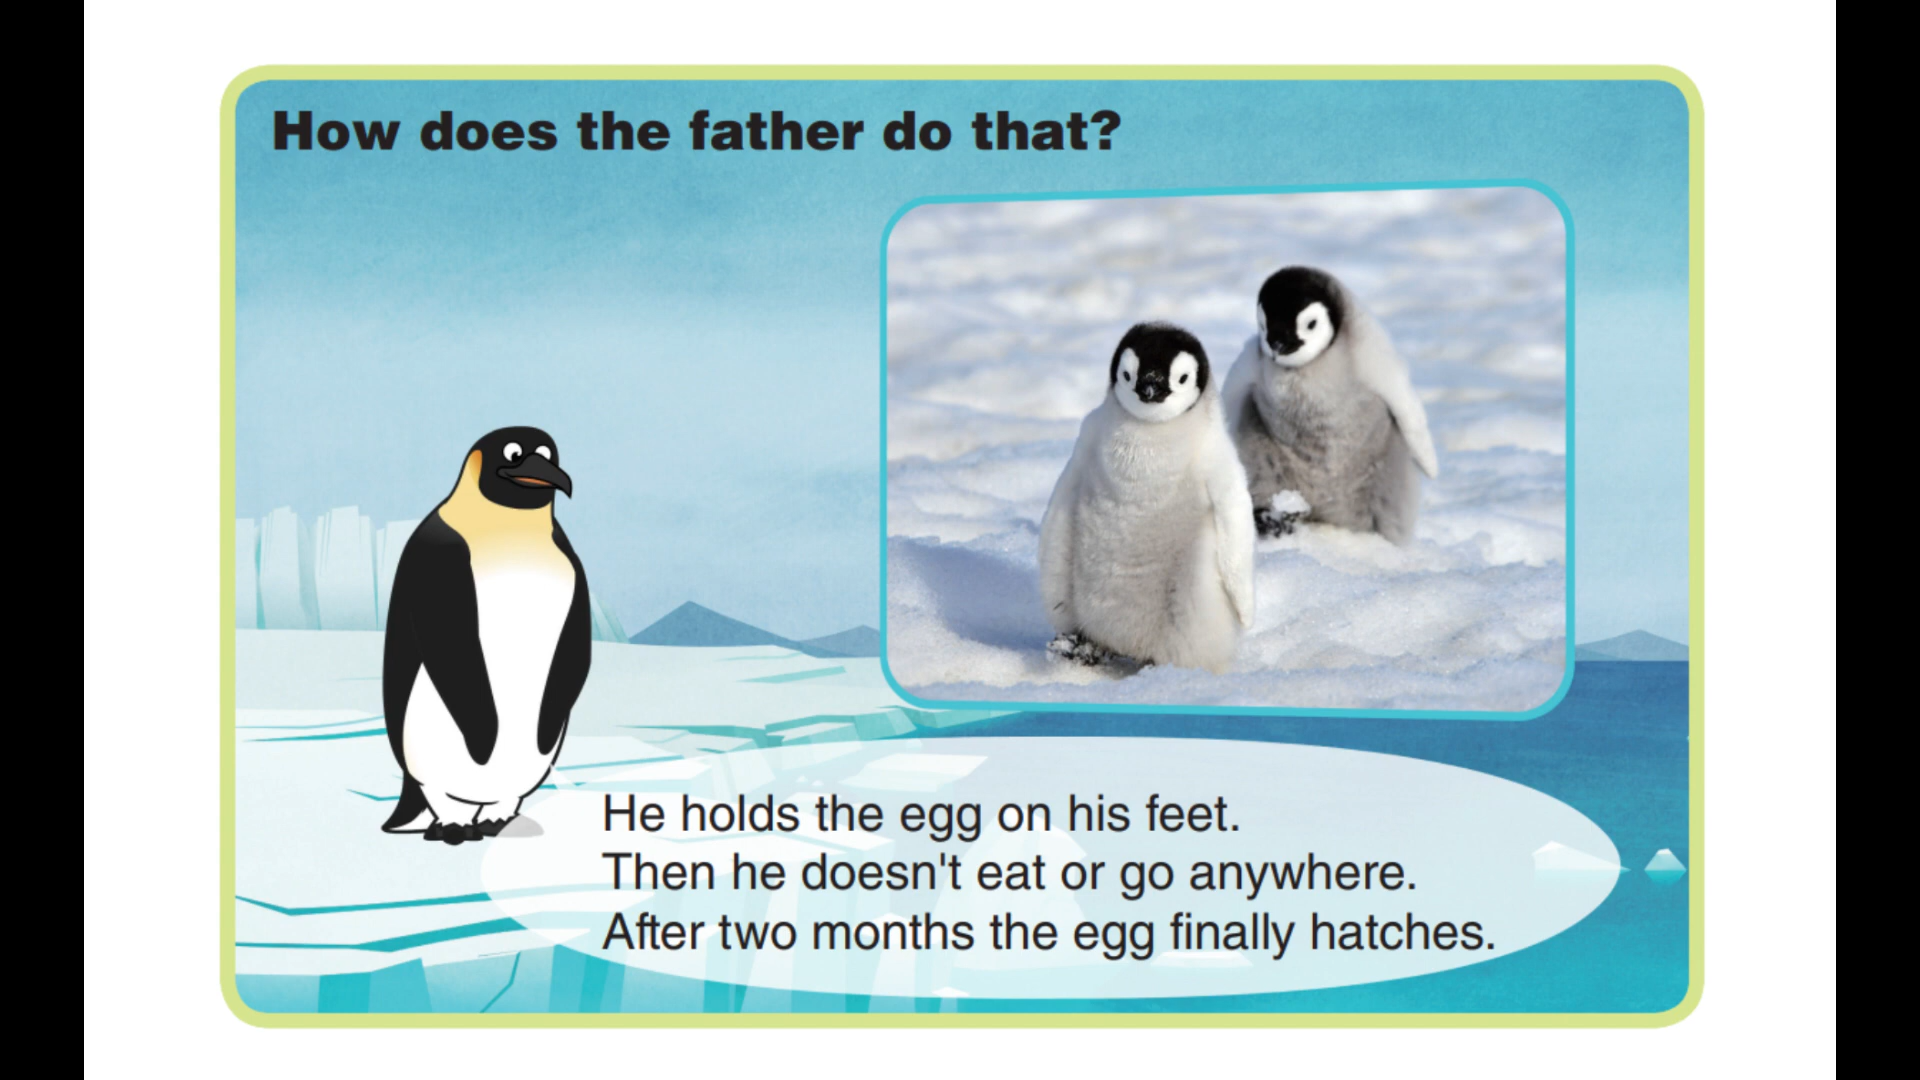 How does the father do that?
He holds the egg on his feet.
Then he doesn't eat or go anywhere.
After two months the egg finally hatches.